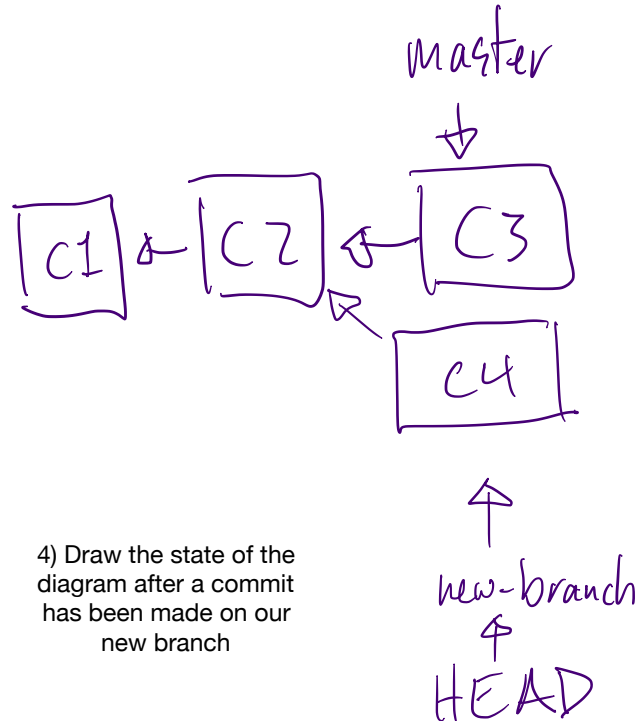 master
C1
C2
C3
C4
4) Draw the state of the
diagram after a commit
has been made on our
new branch
new-branch
HEAD